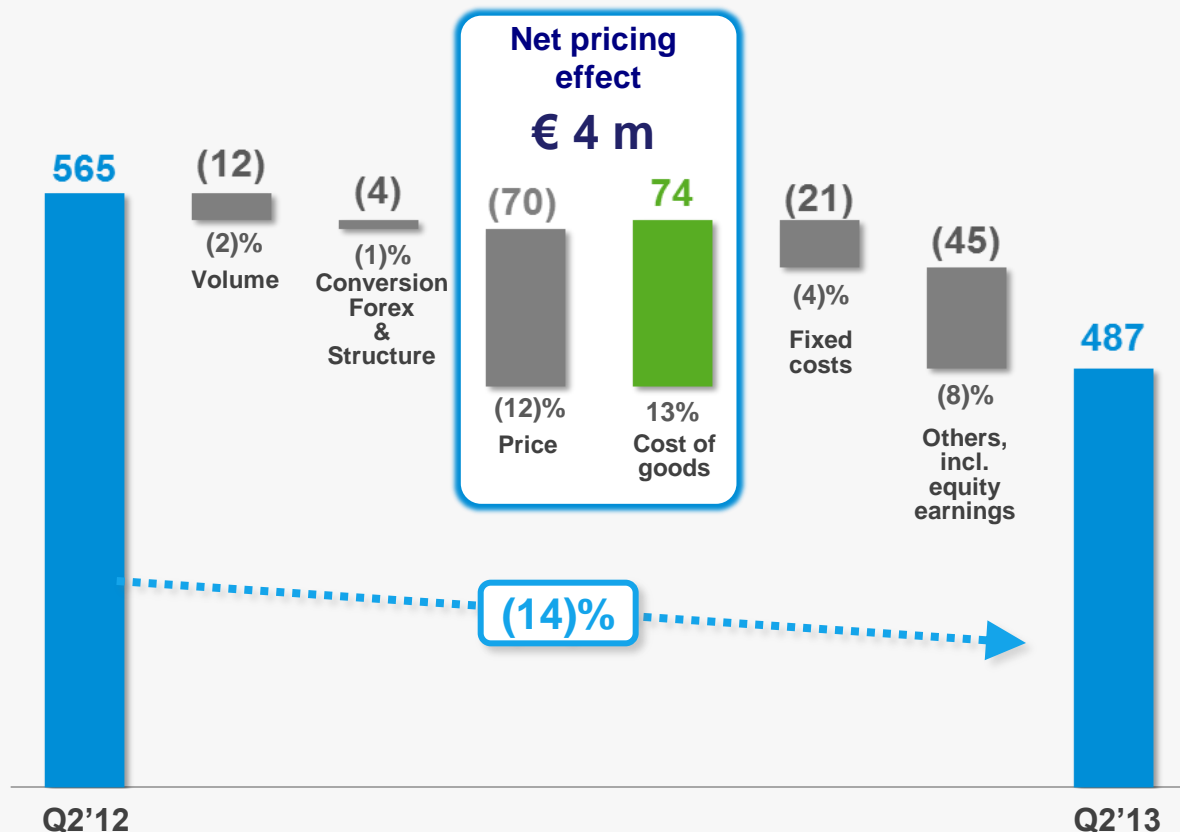 Net pricing
effect
€ 4 m
565
(12)
(2)%
Volume
(4)
(1)%
Conversion
Forex
&
Structure
(70)
(12)%
Price
74
13%
Cost of
goods
(21)
(4)%
Fixed
costs
(45)
(8)%
Others,
incl.
equity
earnings
487
(14)%
Q2’12
Q2’13